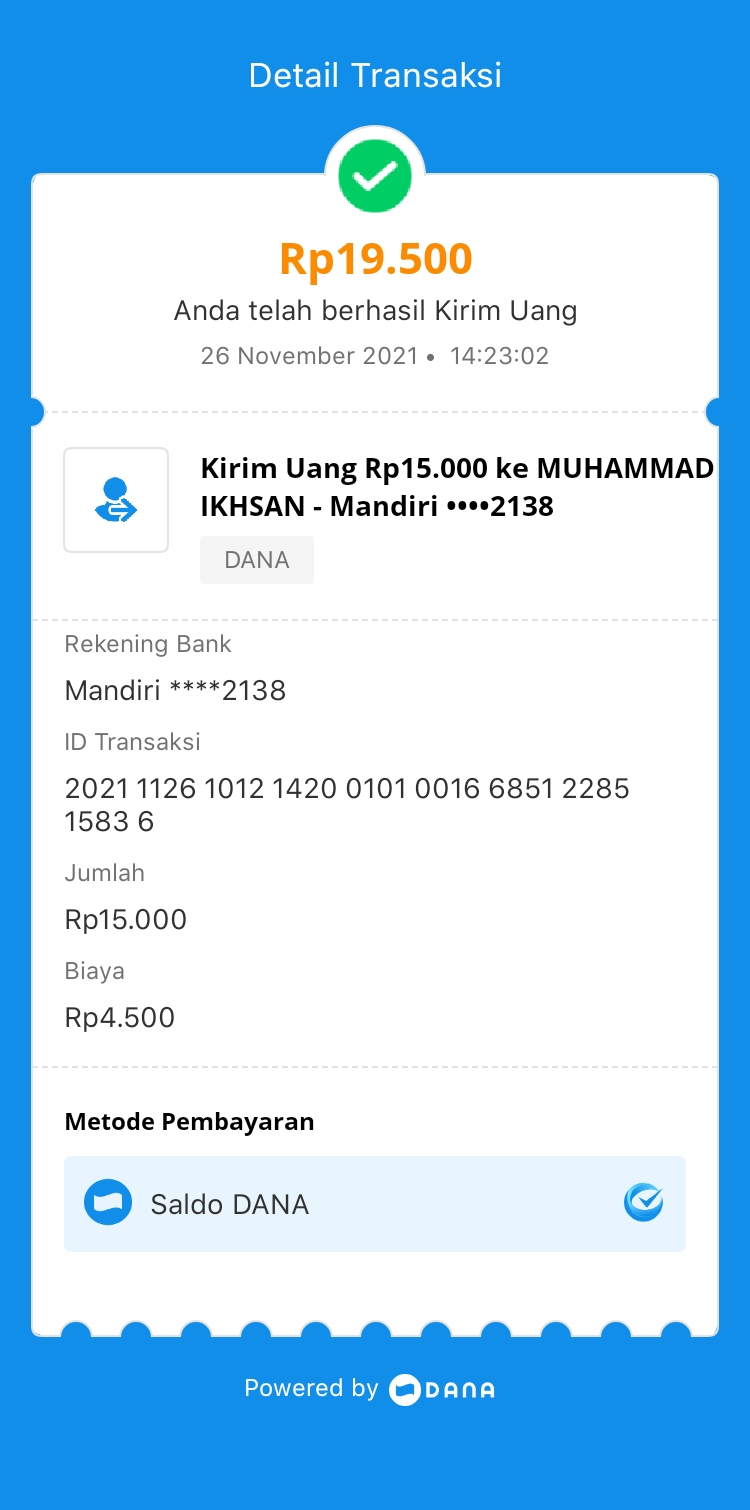 Detail Transaksi
Rp19.500
Anda telah berhasil Kirim Uang
26 November 2021 • 14:23:02
Kirim Uang Rp15.000 ke MUHAMMAD
IKHSAN - Mandiri ••••2138
DANA
Rekening Bank
Mandiri ****2138
ID Transaksi
2021 1126 1012 1420 0101 0016 6851 2285
1583 6
Jumlah
Rp15.000
Biaya
Rp4.500
Metode Pembayaran
Saldo DANA
Powered by DANA